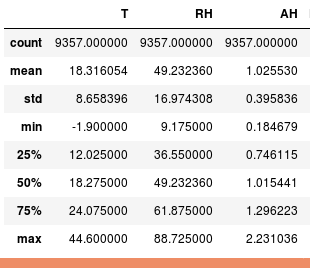 T RH AH
count 9357.000000 9357.000000 9357.000000
mean 18.316054 49.232360 1.025530
std 8.658396 16.974308 0.395836
min -1.900000 9.175000 0.184679
25% 12.025000 36.550000 0.746115
50% 18.275000 49.232360 1.015441
75% 24.075000 61.875000 1.296223
max 44.600000 88.725000 2.231036